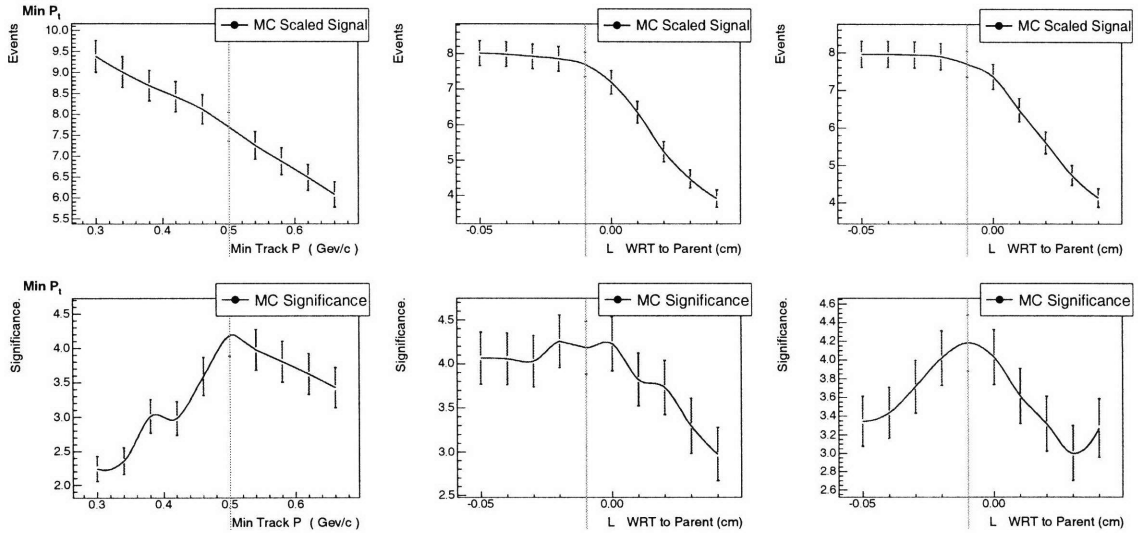 Min Pt
MC Scaled Signal
Events
10.0
9.5
9.0
8.5
8.0
7.5
7.0
6.5
6.0
5.5
0.3 0.4 0.5 0.6
Min Track P ( Gev/c )
MC Scaled Signal
Events
8
7
6
5
4
-0.05 0.00
L WRT to Parent (cm)
MC Scaled Signal
Events
8
7
6
5
4
-0.05 0.00
L WRT to Parent (cm)
Min Pt
MC Significance
Significance.
4.5
4.0
3.5
3.0
2.5
2.0
0.3 0.4 0.5 0.6
Min Track P ( Gev/c )
MC Significance
Significance.
4.5
4.0
3.5
3.0
2.5
-0.05 0.00
L WRT to Parent (cm)
MC Significance
Significance.
4.6
4.4
4.2
4.0
3.8
3.6
3.4
3.2
3.0
2.8
2.6
-0.05 0.00
L WRT to Parent (cm)